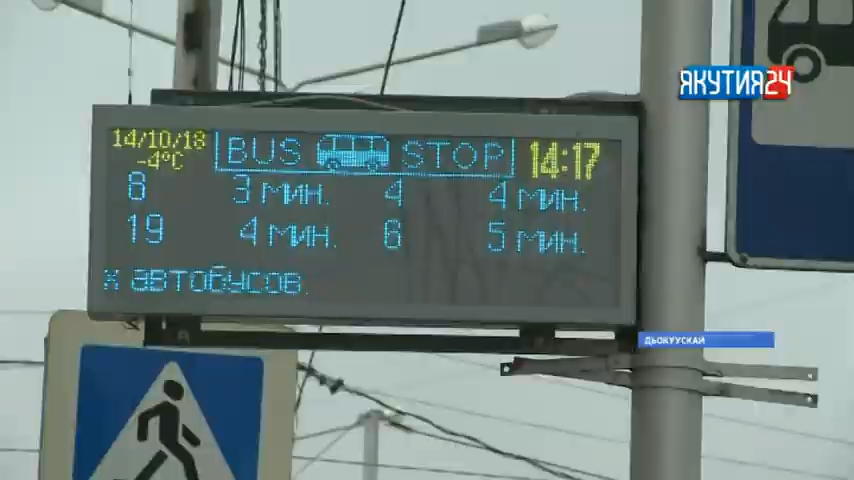 ЯКУТИЯ24
14/10/18 BUS STOP 14:17
-4°C
8 3 мин. 4 4 мин.
19 4 мин. 6 5 мин.
х автобусов.
ДЬОКУУСКАЙ